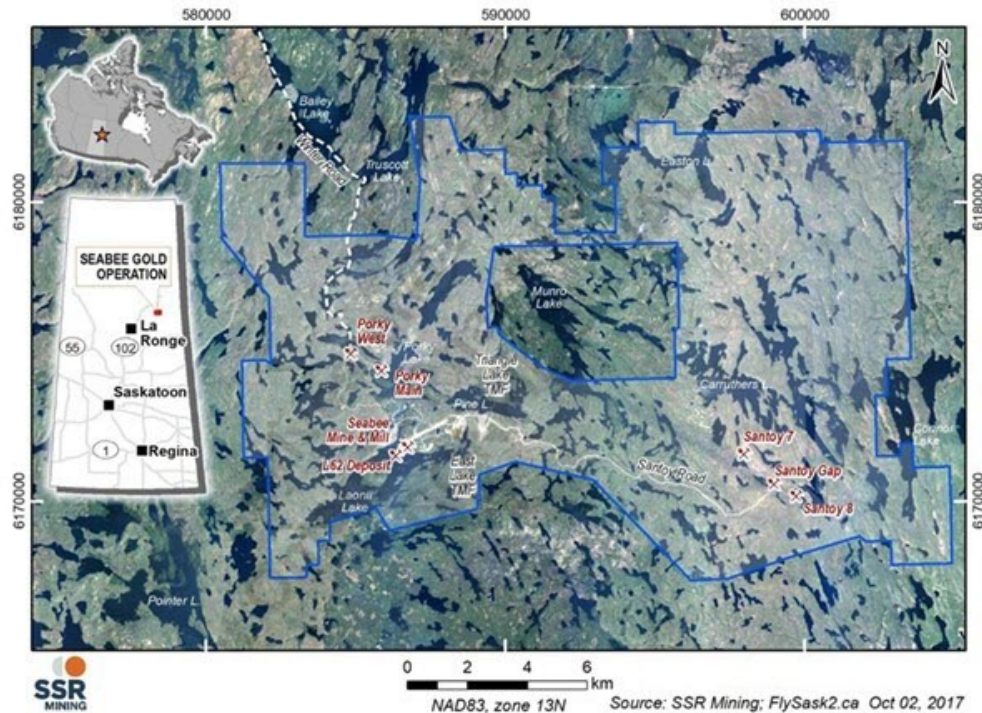 580000
590000
600000
N
Bailey
Lake
Winter Road
Truscott
Lake
Easton L.
6180000
6180000
SEABEE GOLD
OPERATION
La
Ronge
55
102
Saskatoon
1
Regina
Munro
Lake
Porky
West
Porky
Main
Triangle
Lake
TMF
Carruthers L.
Pine L.
Seabee
Mine & Mill
L62 Deposit
East
Lake
TMF
Laonil
Lake
Santoy Road
Santoy 7
Santoy Gap
Santoy 8
Connor
Lake
6170000
6170000
Pointer L.
580000
590000
600000
SSR
MINING
0 2 4 6
km
NAD83, zone 13N
Source: SSR Mining; FlySask2.ca Oct 02, 2017